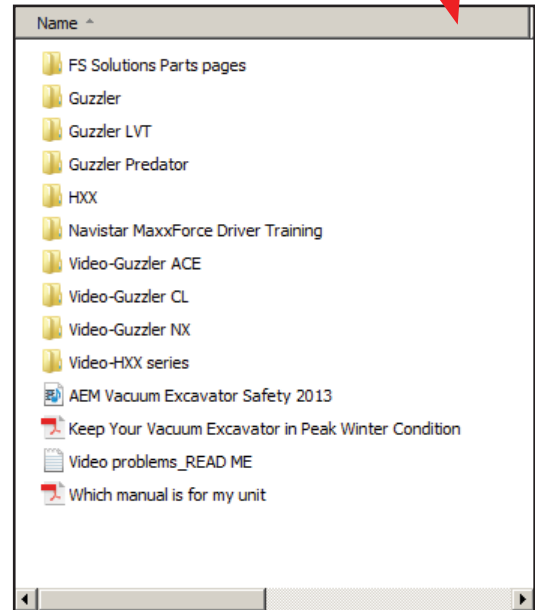 Name
FS Solutions Parts pages
Guzzler
Guzzler LVT
Guzzler Predator
HXX
Navistar MaxxForce Driver Training
Video-Guzzler ACE
Video-Guzzler CL
Video-Guzzler NX
Video-HXX series
AEM Vacuum Excavator Safety 2013
Keep Your Vacuum Excavator in Peak Winter Condition
Video problems_READ ME
Which manual is for my unit